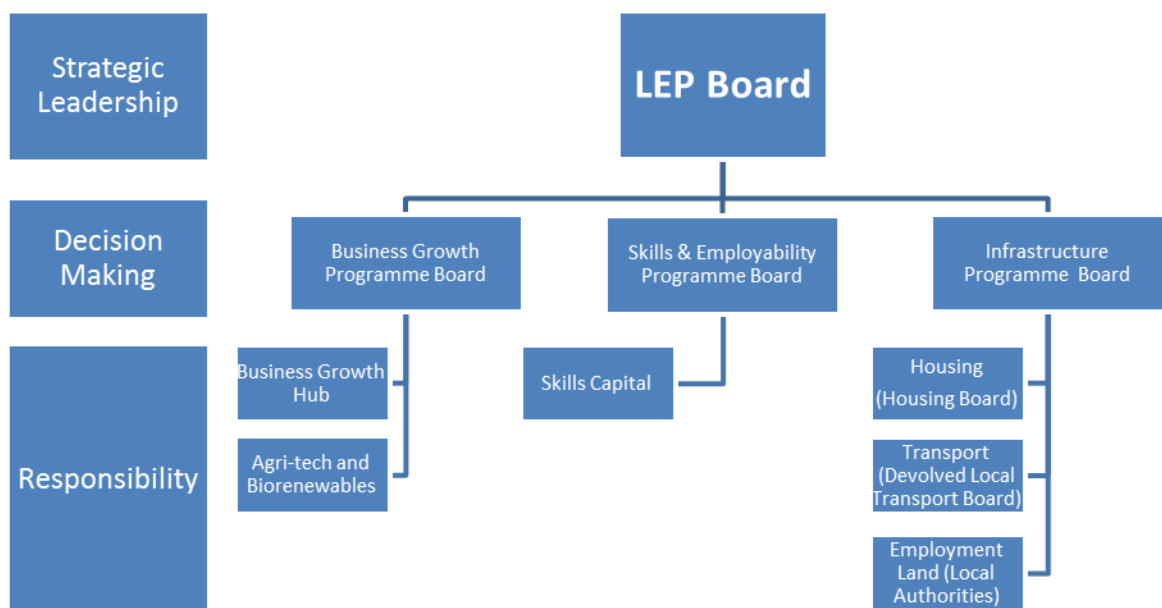 Strategic
Leadership
LEP Board
Decision
Making
Business Growth
Programme Board
Skills & Employability
Programme Board
Infrastructure
Programme Board
Responsibility
Business Growth
Hub
Agri-tech and
Biorenewables
Skills Capital
Housing
(Housing Board)
Transport
(Devolved Local
Transport Board)
Employment
Land (Local
Authorities)